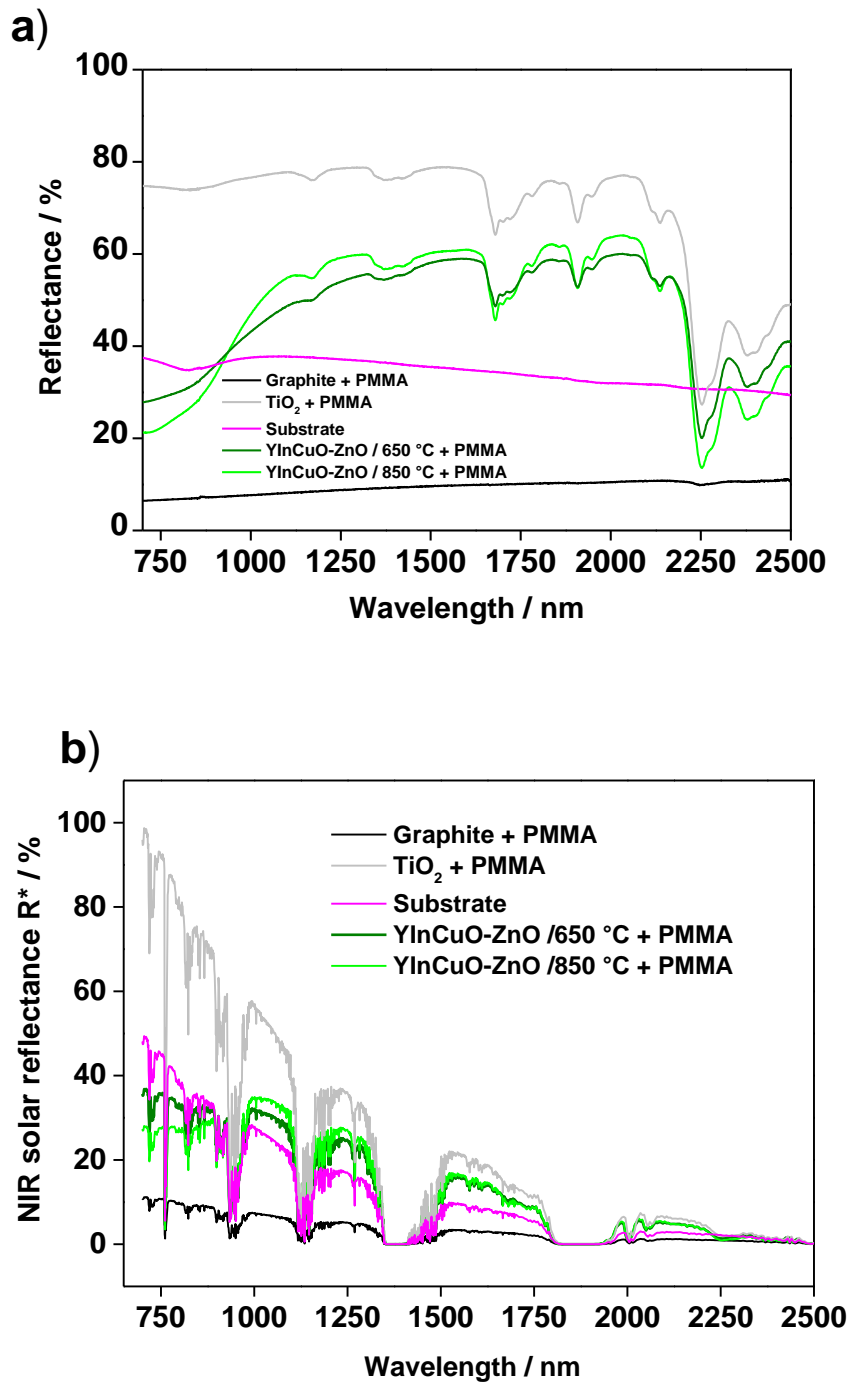 a)
100
80
60
40
20
0
Reflectance / %
Graphite + PMMA
TiO₂ + PMMA
Substrate
YInCuO-ZnO / 650 °C + PMMA
YInCuO-ZnO / 850 °C + PMMA
750 1000 1250 1500 1750 2000 2250 2500
Wavelength / nm
b)
100
80
60
40
20
0
NIR solar reflectance R* / %
Graphite + PMMA
TiO₂ + PMMA
Substrate
YInCuO-ZnO /650 °C + PMMA
YInCuO-ZnO /850 °C + PMMA
750 1000 1250 1500 1750 2000 2250 2500
Wavelength / nm